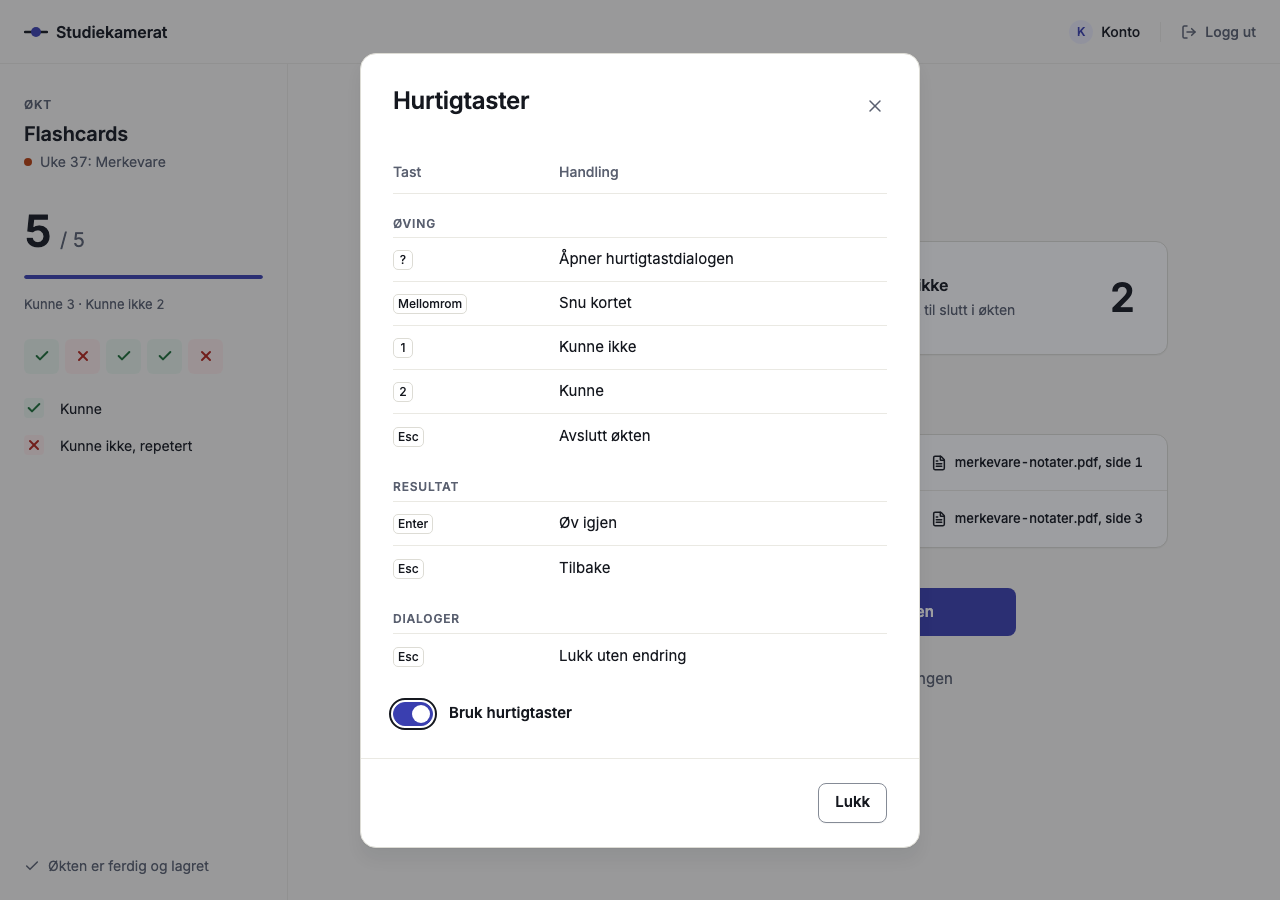 Studiekamerat
K Konto
Logg ut
ØKT
Flashcards
Uke 37: Merkevare
5 / 5
Kunne 3 · Kunne ikke 2
Kunne
Kunne ikke, repetert
Økten er ferdig og lagret
Hurtigtaster
Tast Handling
ØVING
? Åpner hurtigtastdialogen
Mellomrom Snu kortet
1 Kunne ikke
2 Kunne
Esc Avslutt økten
RESULTAT
Enter Øv igjen
Esc Tilbake
DIALOGER
Esc Lukk uten endring
Bruk hurtigtaster
Lukk
til slutt i økten
2
merkevare-notater.pdf, side 1
merkevare-notater.pdf, side 3